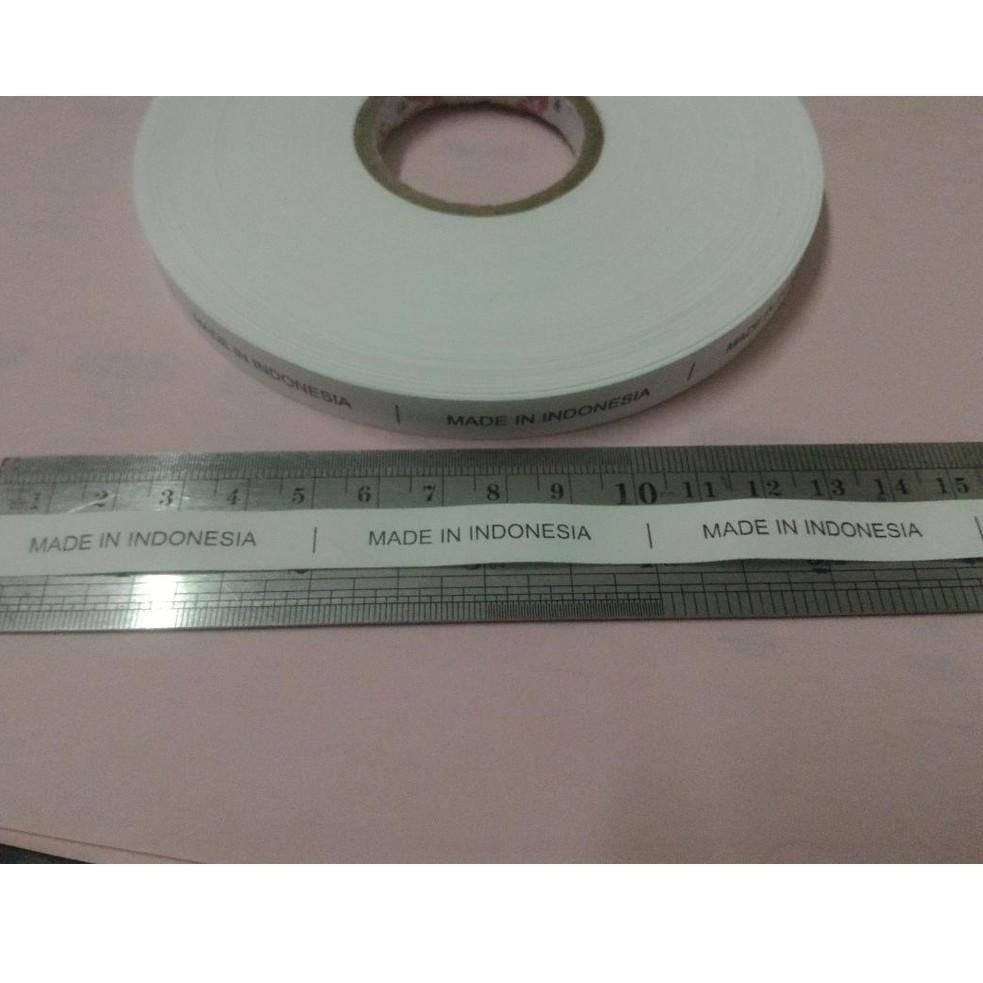 MADE IN INDONESIA | MADE IN INDONESIA |
1 2 3 4 5 6 7 8 9 10 11 12 13 14 15
MADE IN INDONESIA | MADE IN INDONESIA | MADE IN INDONESIA |